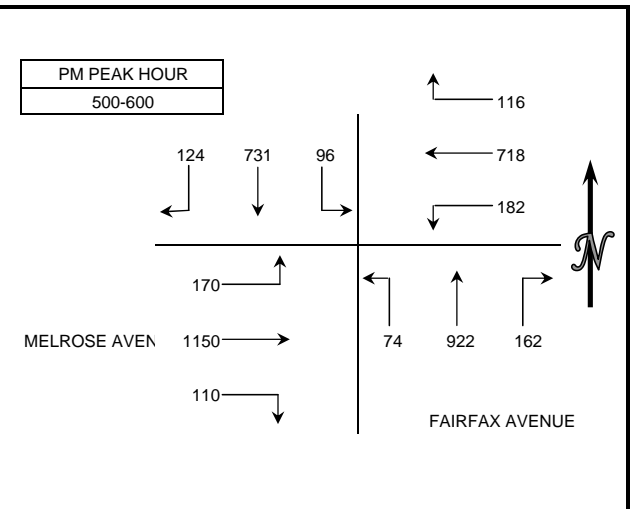 PM PEAK HOUR
500-600
116
124 731 96 718
182
170
MELROSE AVEN 1150 74 922 162
110
FAIRFAX AVENUE
N